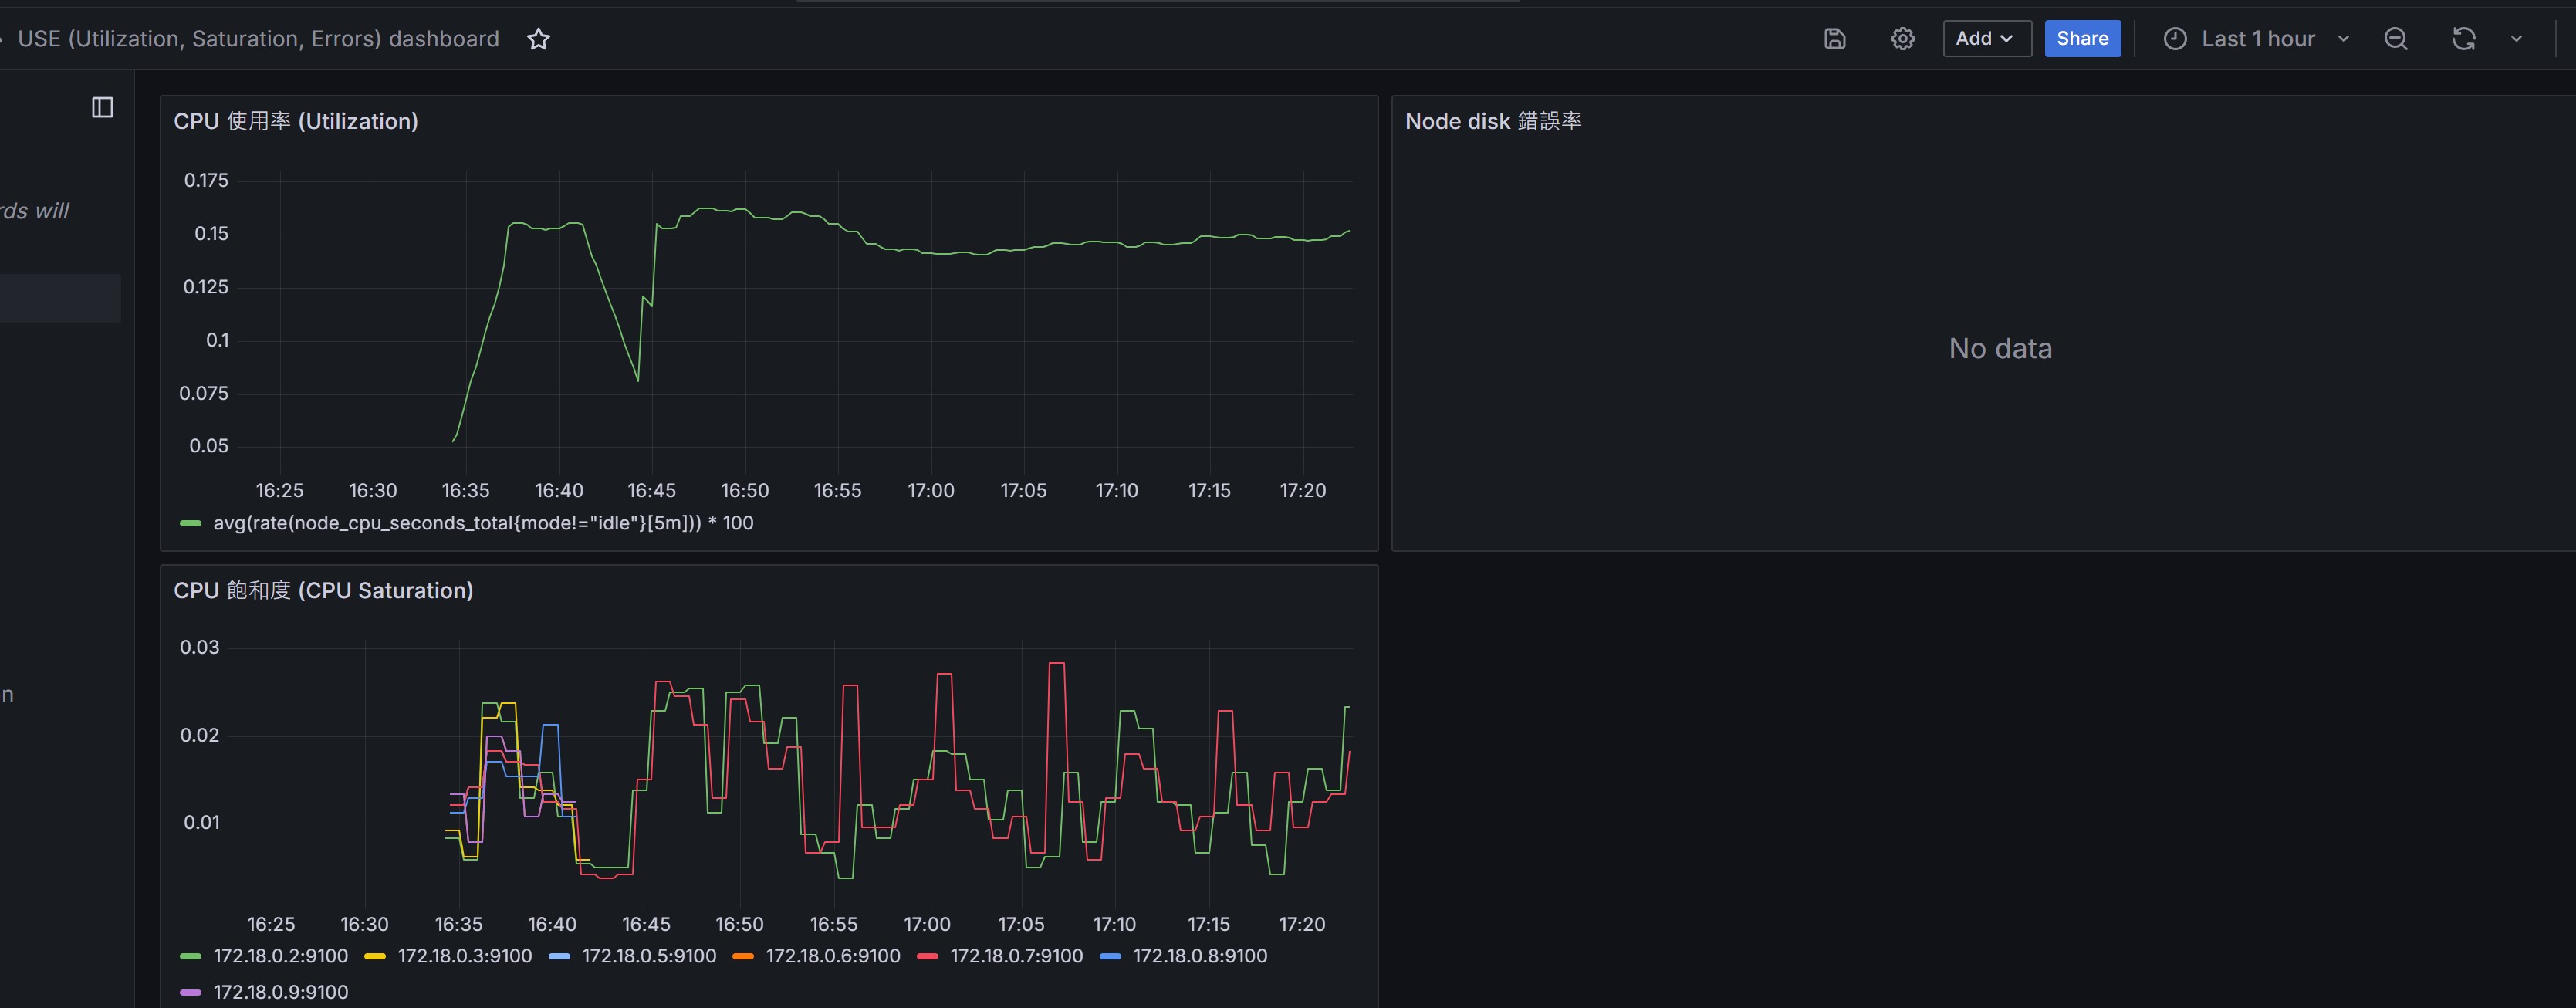 USE (Utilization, Saturation, Errors) dashboard
Add
Share
Last 1 hour
rds will
n
CPU 使用率 (Utilization)
0.175
0.15
0.125
0.1
0.075
0.05
16:25 16:30 16:35 16:40 16:45 16:50 16:55 17:00 17:05 17:10 17:15 17:20
avg(rate(node_cpu_seconds_total{mode!="idle"}[5m])) * 100
Node disk 錯誤率
No data
CPU 飽和度 (CPU Saturation)
0.03
0.02
0.01
16:25 16:30 16:35 16:40 16:45 16:50 16:55 17:00 17:05 17:10 17:15 17:20
172.18.0.2:9100 172.18.0.3:9100 172.18.0.5:9100 172.18.0.6:9100 172.18.0.7:9100 172.18.0.8:9100
172.18.0.9:9100